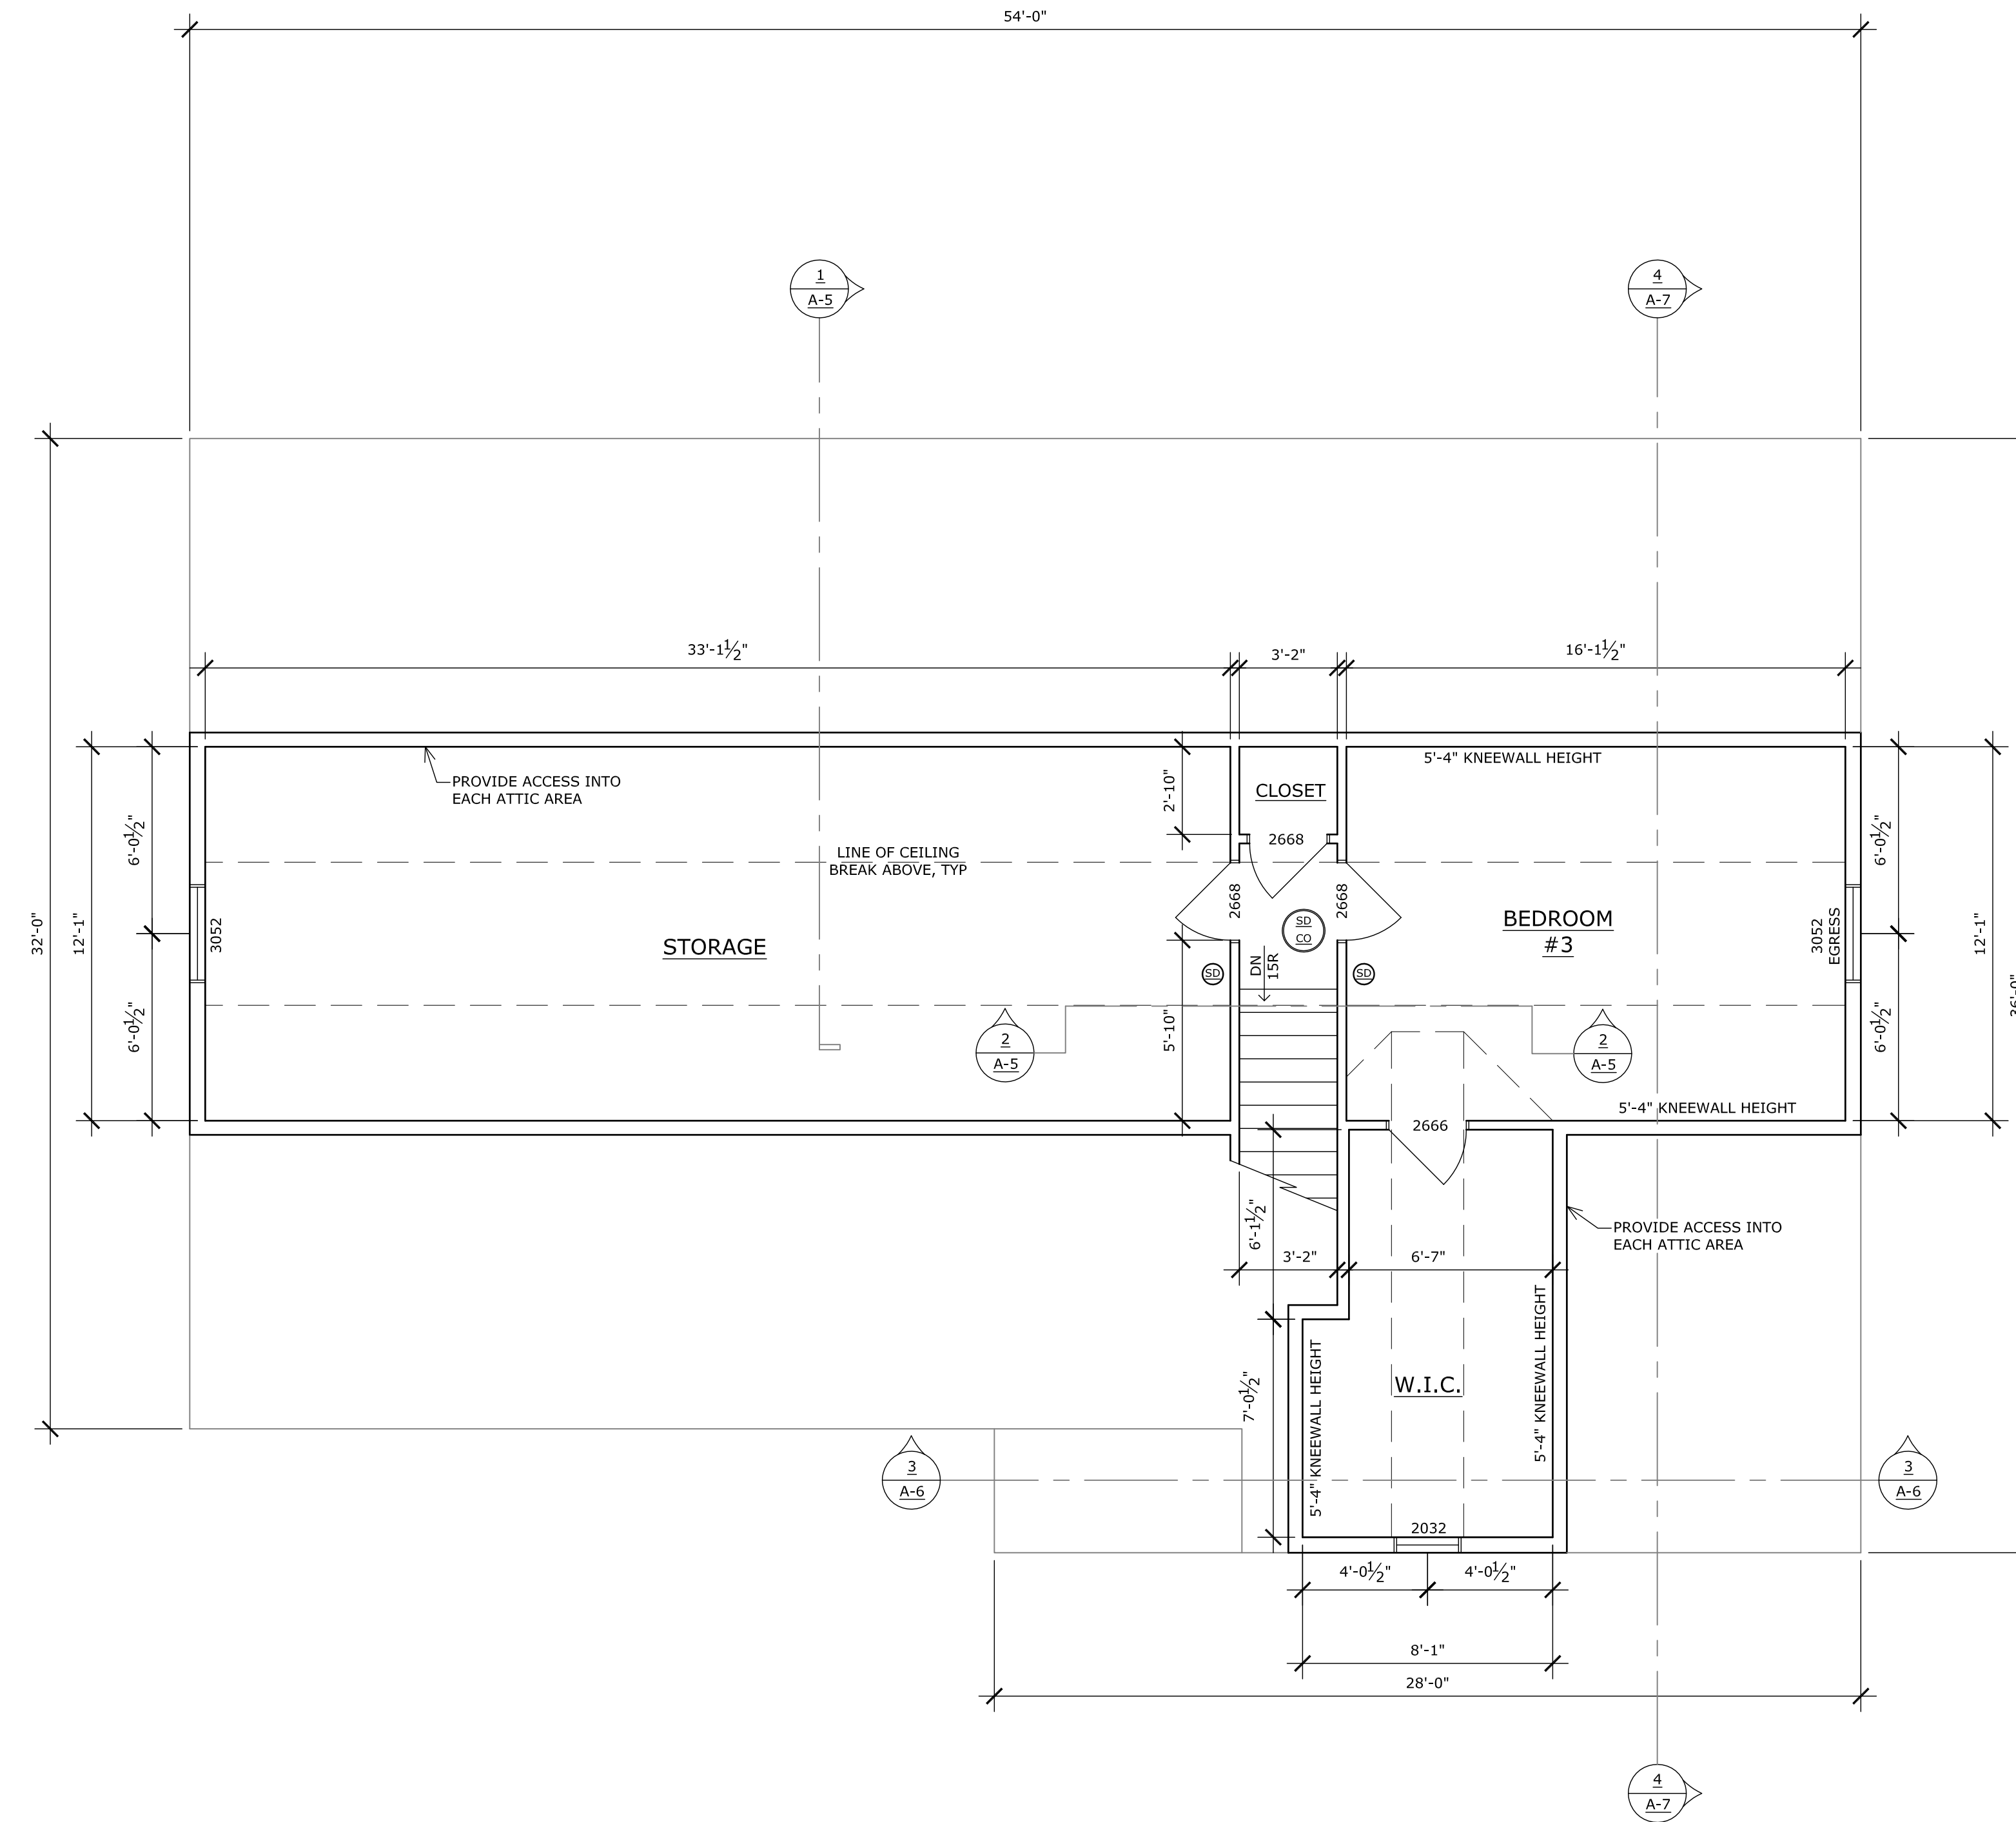 54'-0"
1
A-5
4
A-7
33'-1½"
3'-2"
16'-1½"
5'-4" KNEEWALL HEIGHT
PROVIDE ACCESS INTO
EACH ATTIC AREA
2'-10"
CLOSET
6'-0½"
6'-0½"
2668
LINE OF CEILING
BREAK ABOVE, TYP
32'-0"
12'-1"
3052
STORAGE
2668
2668
SD
CO
BEDROOM
#3
3052
EGRESS
12'-1"
36'-0"
SD
DN
15R
SD
6'-0½"
5'-10"
6'-0½"
2
A-5
2
A-5
5'-4" KNEEWALL HEIGHT
2666
6'-1½"
PROVIDE ACCESS INTO
EACH ATTIC AREA
3'-2"
6'-7"
5'-4" KNEEWALL HEIGHT
5'-4" KNEEWALL HEIGHT
7'-0½"
W.I.C.
3
A-6
3
A-6
2032
4'-0½"
4'-0½"
8'-1"
28'-0"
4
A-7